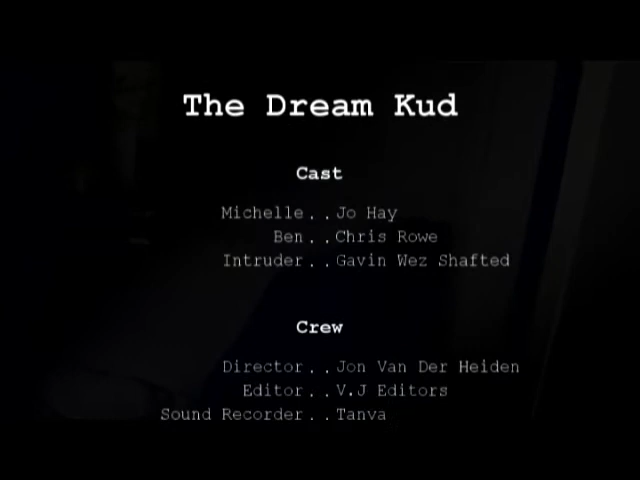 The Dream Kud
Cast
Michelle..Jo Hay
Ben..Chris Rowe
Intruder..Gavin Wez Shafted
Crew
Director..Jon Van Der Heiden
Editor..V.J Editors
Sound Recorder..Tanva